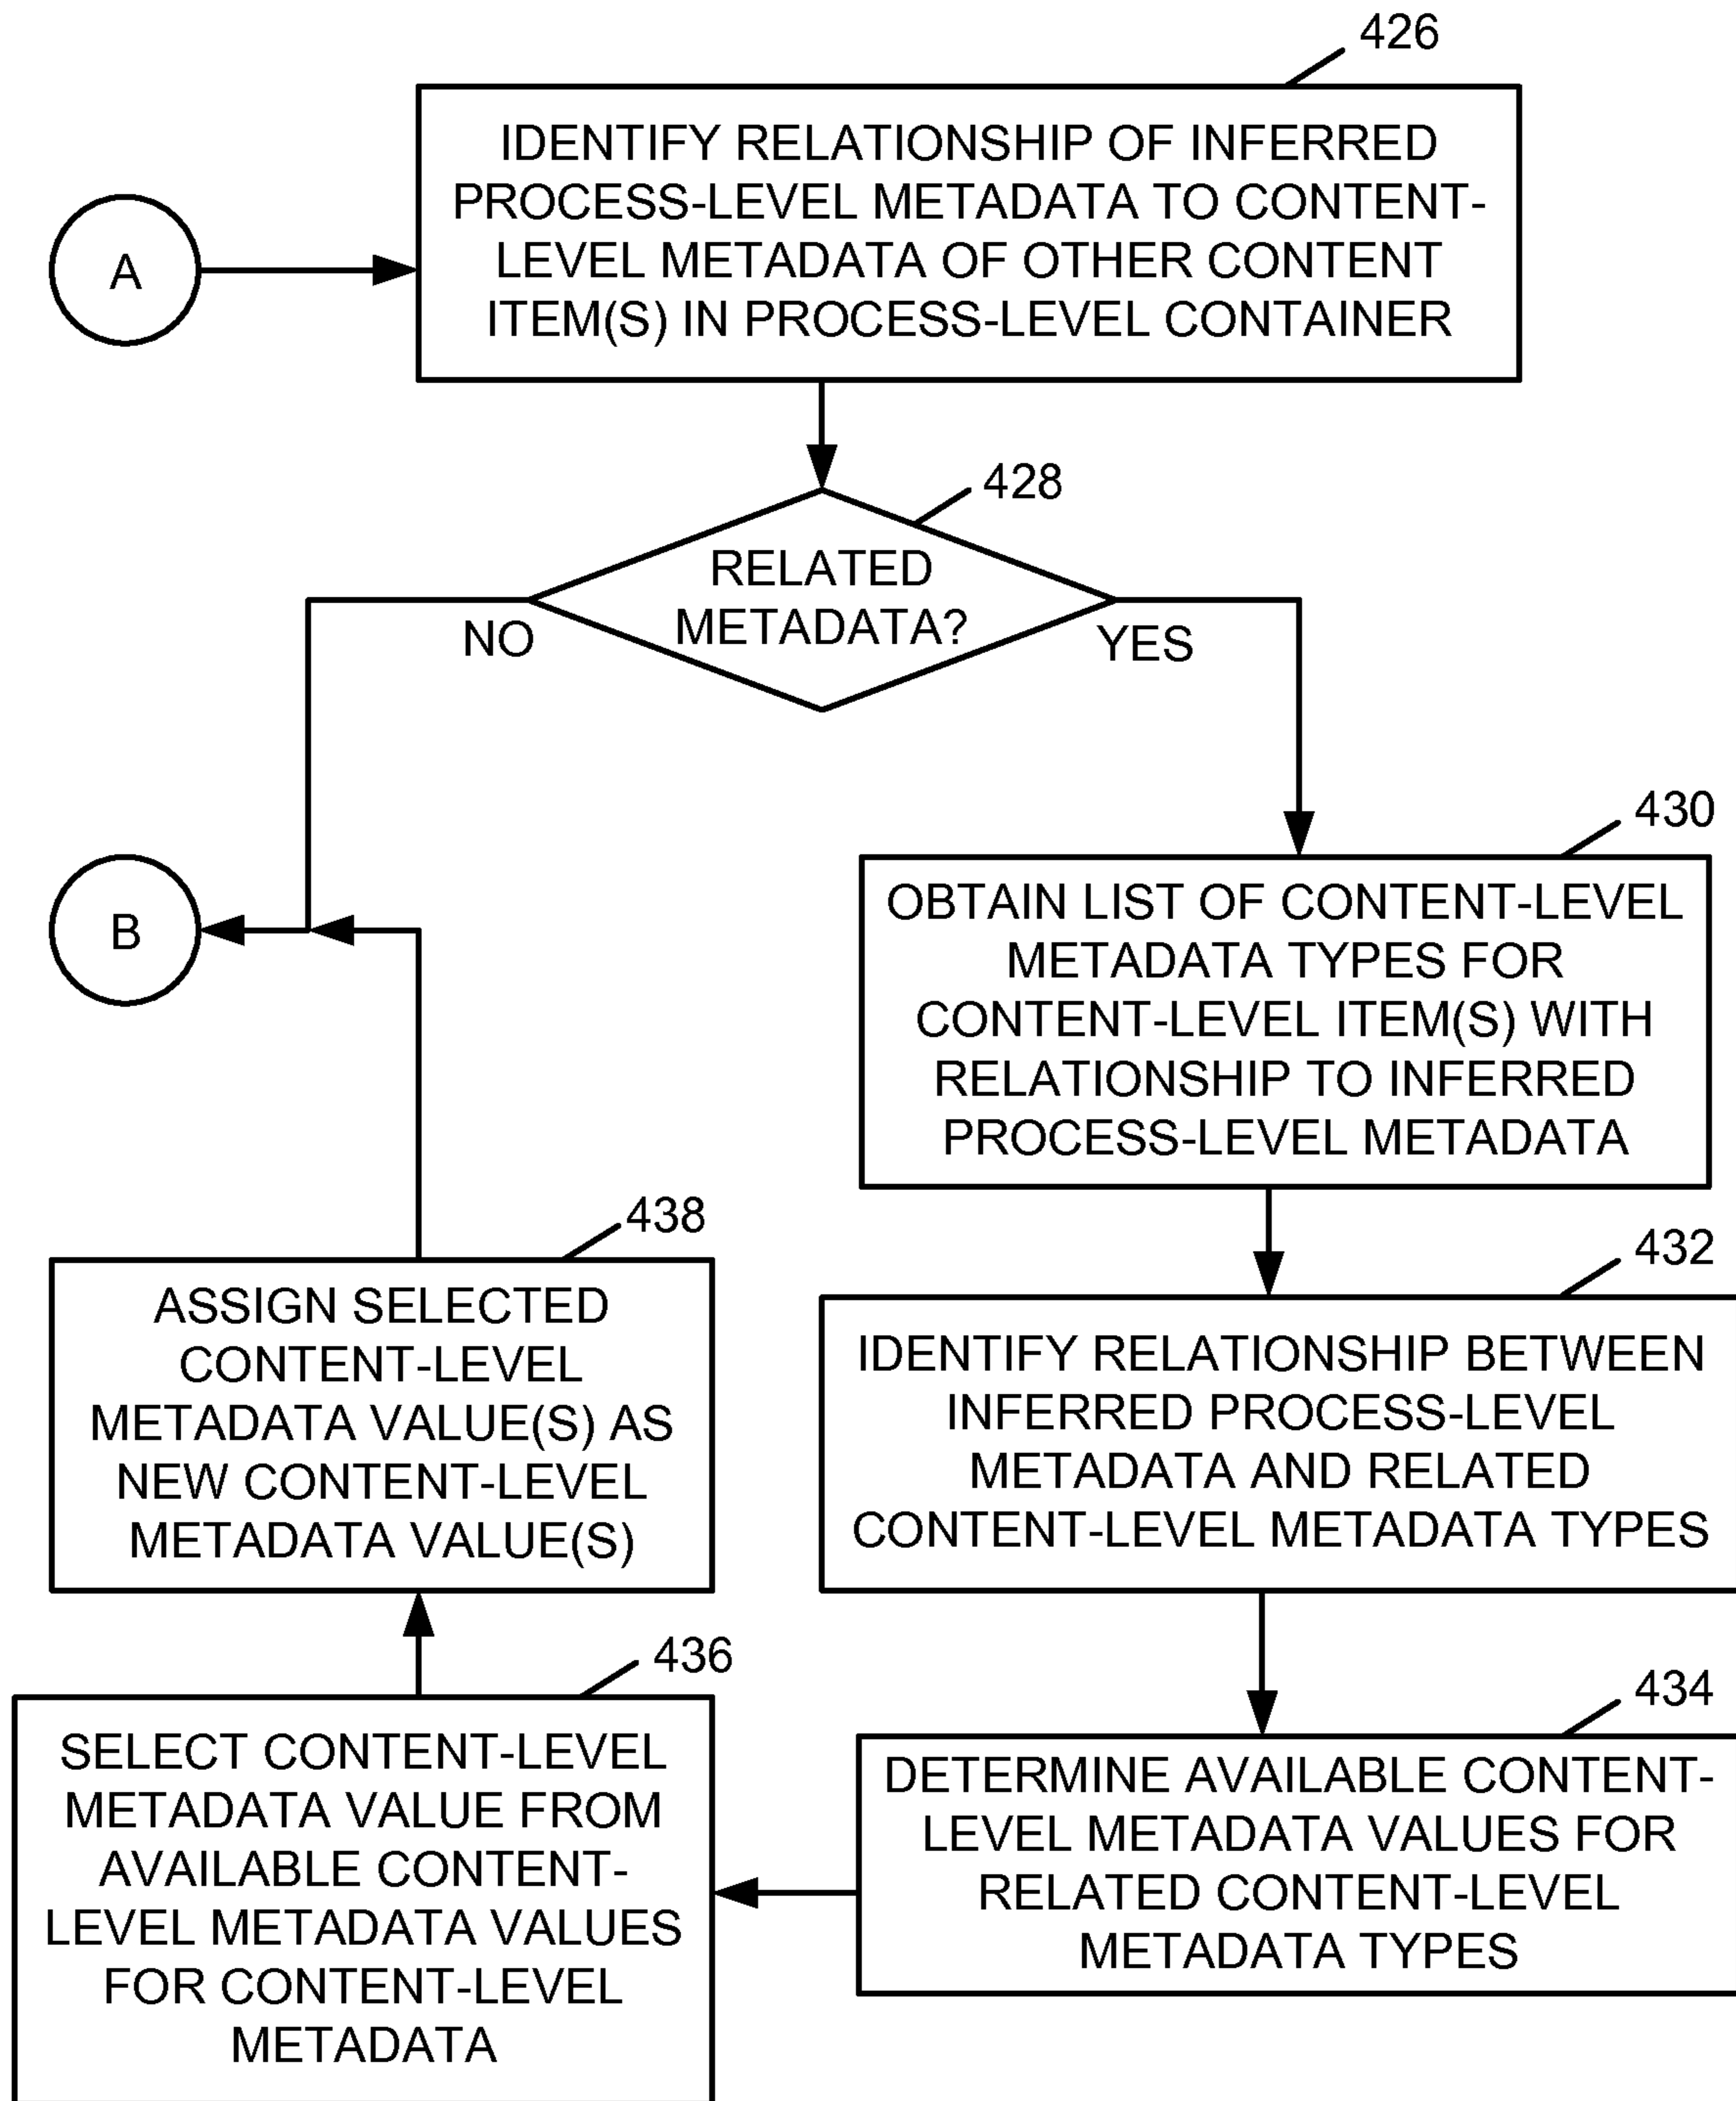 426
IDENTIFY RELATIONSHIP OF INFERRED
PROCESS-LEVEL METADATA TO CONTENT-
LEVEL METADATA OF OTHER CONTENT
ITEM(S) IN PROCESS-LEVEL CONTAINER
A
428
RELATED
METADATA?
NO
YES
430
OBTAIN LIST OF CONTENT-LEVEL
METADATA TYPES FOR
CONTENT-LEVEL ITEM(S) WITH
RELATIONSHIP TO INFERRED
PROCESS-LEVEL METADATA
B
432
IDENTIFY RELATIONSHIP BETWEEN
INFERRED PROCESS-LEVEL
METADATA AND RELATED
CONTENT-LEVEL METADATA TYPES
434
DETERMINE AVAILABLE CONTENT-
LEVEL METADATA VALUES FOR
RELATED CONTENT-LEVEL
METADATA TYPES
436
SELECT CONTENT-LEVEL
METADATA VALUE FROM
AVAILABLE CONTENT-
LEVEL METADATA VALUES
FOR CONTENT-LEVEL
METADATA
438
ASSIGN SELECTED
CONTENT-LEVEL
METADATA VALUE(S) AS
NEW CONTENT-LEVEL
METADATA VALUE(S)